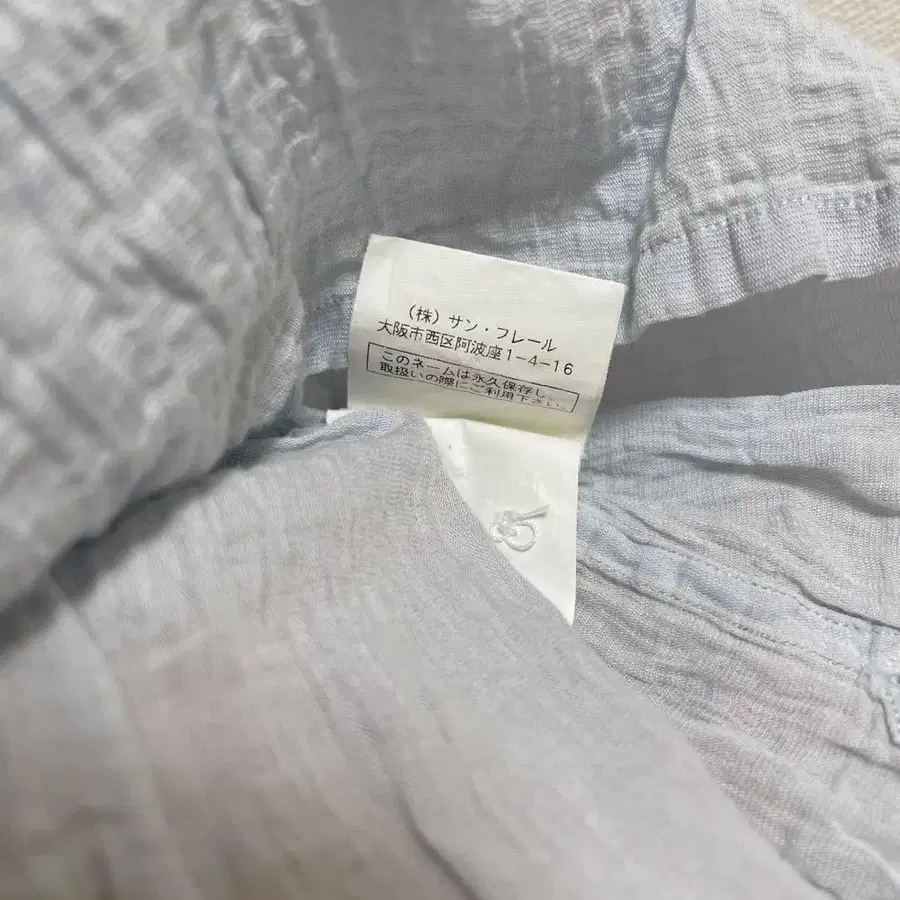 (株) サン・フレール
大阪市西区阿波座1-4-16
このネームは永久保存し、
取扱いの際にご利用下さい。